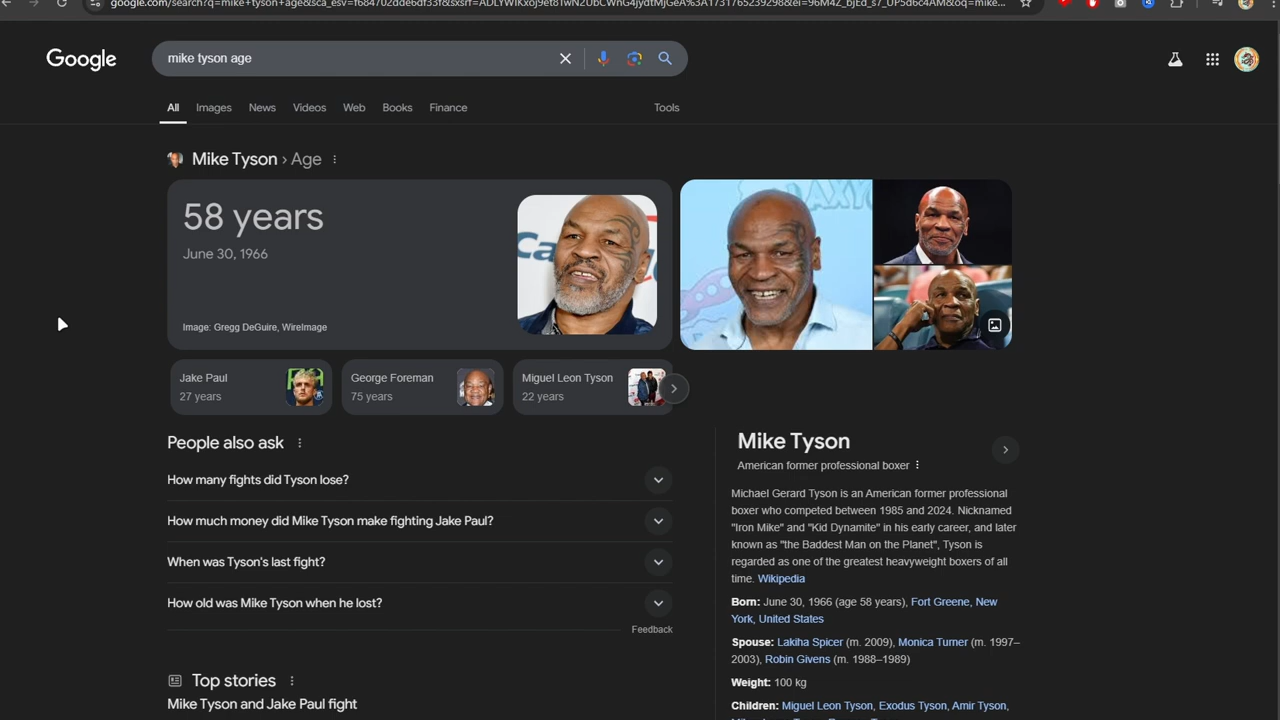 google.com/search?q=mike+tyson+age&sca_esv=
Google
mike tyson age
All Images News Videos Web Books Finance Tools
Mike Tyson › Age
58 years
June 30, 1966
Image: Gregg DeGuire, WireImage
Jake Paul
27 years
George Foreman
75 years
Miguel Leon Tyson
22 years
People also ask
How many fights did Tyson lose?
How much money did Mike Tyson make fighting Jake Paul?
When was Tyson's last fight?
How old was Mike Tyson when he lost?
Feedback
Top stories
Mike Tyson and Jake Paul fight
Mike Tyson
American former professional boxer
Michael Gerard Tyson is an American former professional
boxer who competed between 1985 and 2024. Nicknamed
"Iron Mike" and "Kid Dynamite" in his early career, and later
known as "the Baddest Man on the Planet", Tyson is
regarded as one of the greatest heavyweight boxers of all
time. Wikipedia
Born: June 30, 1966 (age 58 years), Fort Greene, New
York, United States
Spouse: Lakiha Spicer (m. 2009), Monica Turner (m. 1997–
2003), Robin Givens (m. 1988–1989)
Weight: 100 kg
Children: Miguel Leon Tyson, Exodus Tyson, Amir Tyson,